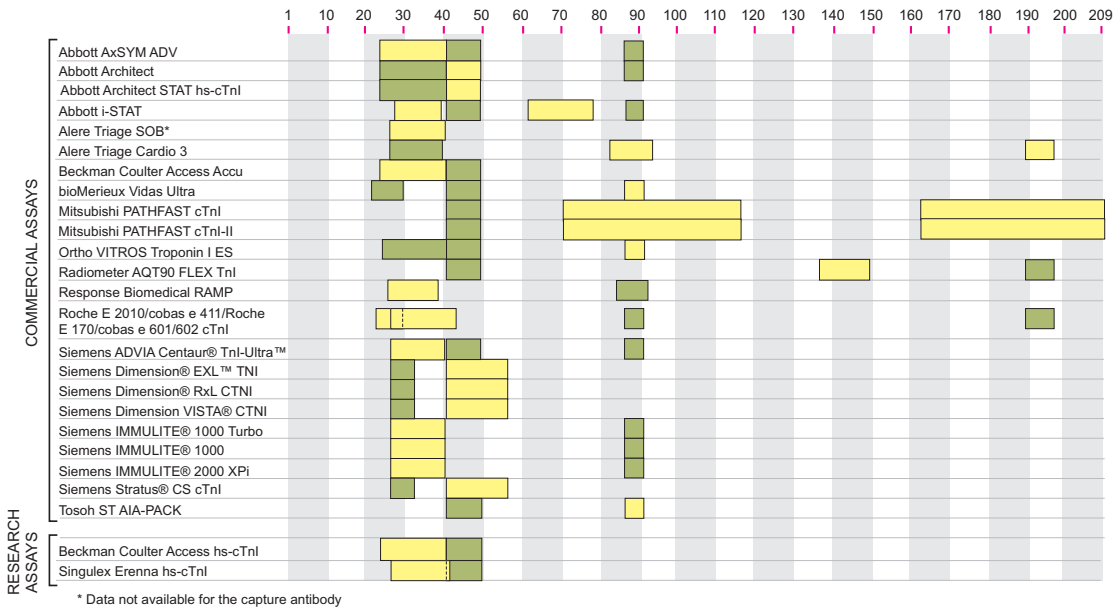 1 10 20 30 40 50 60 70 80 90 100 110 120 130 140 150 160 170 180 190 200 209
COMMERCIAL ASSAYS
Abbott AxSYM ADV
Abbott Architect
Abbott Architect STAT hs-cTnI
Abbott i-STAT
Alere Triage SOB*
Alere Triage Cardio 3
Beckman Coulter Access Accu
bioMerieux Vidas Ultra
Mitsubishi PATHFAST cTnI
Mitsubishi PATHFAST cTnI-II
Ortho VITROS Troponin I ES
Radiometer AQT90 FLEX TnI
Response Biomedical RAMP
Roche E 2010/cobas e 411/Roche
E 170/cobas e 601/602 cTnI
Siemens ADVIA Centaur® TnI-Ultra™
Siemens Dimension® EXL™ TNI
Siemens Dimension® RxL CTNI
Siemens Dimension VISTA® CTNI
Siemens IMMULITE® 1000 Turbo
Siemens IMMULITE® 1000
Siemens IMMULITE® 2000 XPi
Siemens Stratus® CS cTnI
Tosoh ST AIA-PACK
RESEARCH
ASSAYS
Beckman Coulter Access hs-cTnI
Singulex Erenna hs-cTnI
* Data not available for the capture antibody